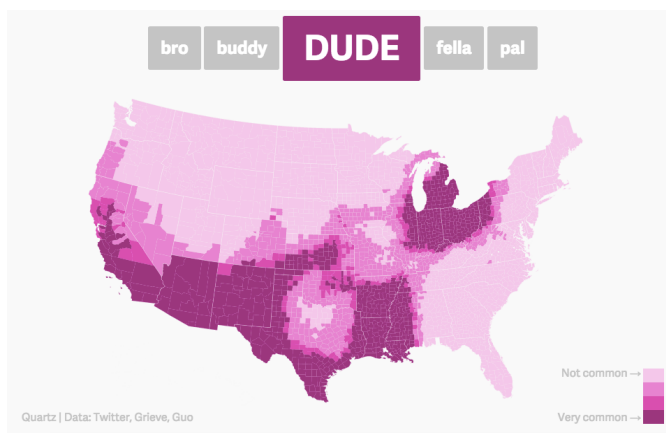 bro buddy DUDE fella pal
Not common →
Very common →
Quartz | Data: Twitter, Grieve, Guo